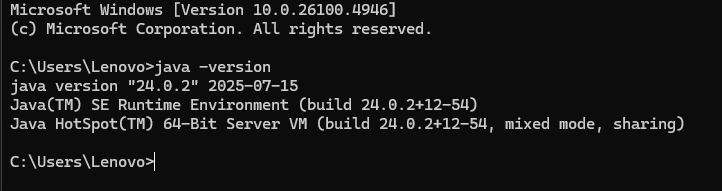 Microsoft Windows [Version 10.0.26100.4946]
(c) Microsoft Corporation. All rights reserved.
C:\Users\Lenovo>java -version
java version "24.0.2" 2025-07-15
Java(TM) SE Runtime Environment (build 24.0.2+12-54)
Java HotSpot(TM) 64-Bit Server VM (build 24.0.2+12-54, mixed mode, sharing)
C:\Users\Lenovo>